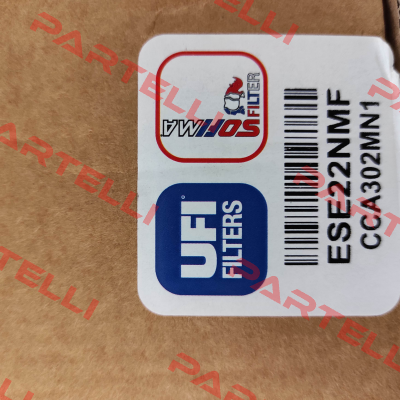 SOFIMA
FILTER
UFI
FILTERS
ESE22NMF
CCA302MN1
PARTELLI
PARTELLI
PARTELLI
PARTELLI
PARTELLI